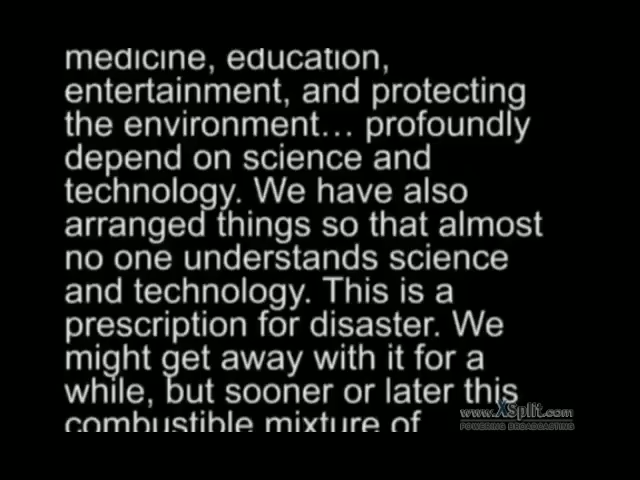 medicine, education,
entertainment, and protecting
the environment... profoundly
depend on science and
technology. We have also
arranged things so that almost
no one understands science
and technology. This is a
prescription for disaster. We
might get away with it for a
while, but sooner or later this
combustible mixture of
www.XSplit.com
POWERING BROADCASTING